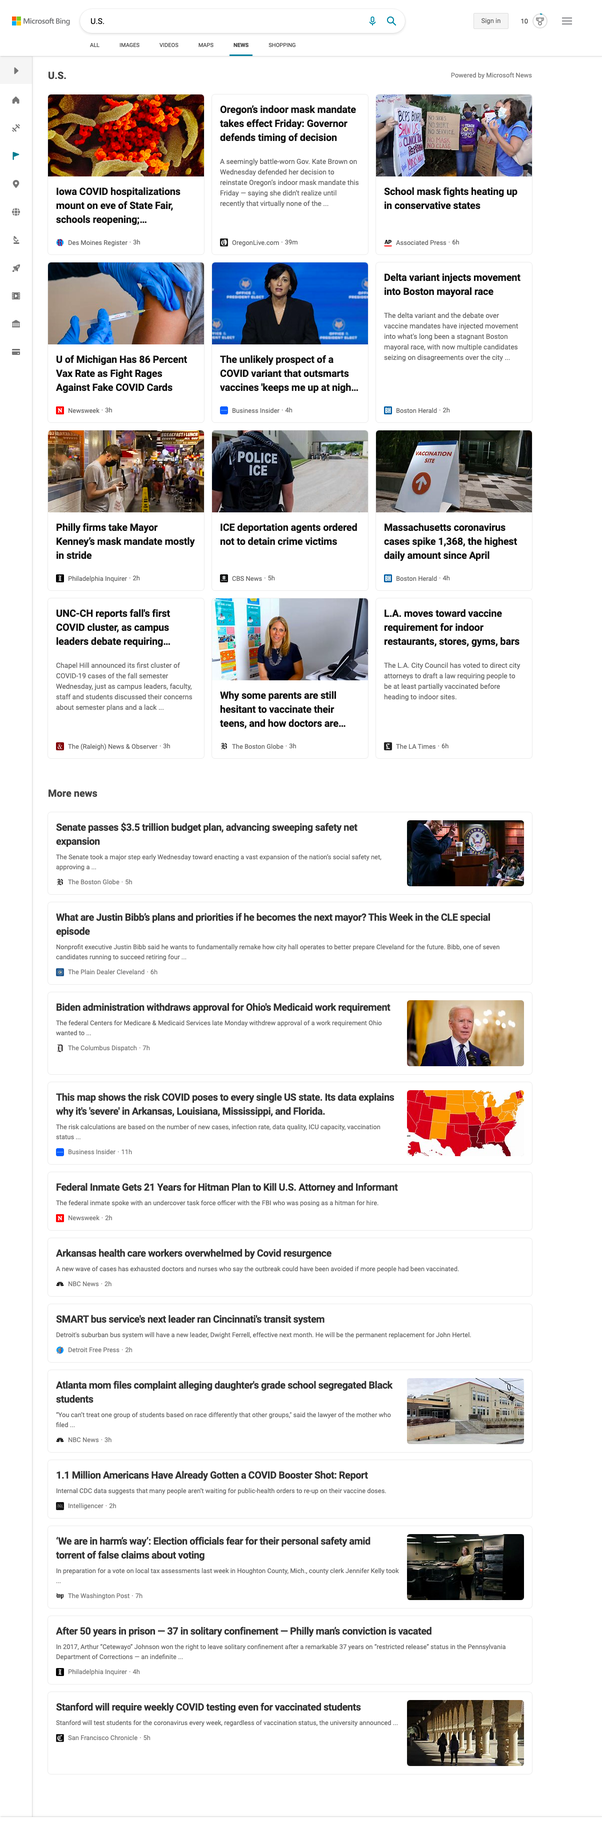 Microsoft Bing
U.S.
Sign in
10
ALL IMAGES VIDEOS MAPS NEWS SHOPPING
U.S.
Powered by Microsoft News
Iowa COVID hospitalizations
mount on eve of State Fair,
schools reopening;...
Des Moines Register · 3h
Oregon's indoor mask mandate
takes effect Friday: Governor
defends timing of decision
A seemingly battle-worn Gov. Kate Brown on
Wednesday defended her decision to
reinstate Oregon's indoor mask mandate this
Friday — saying she didn't realize until
recently that virtually none of the ...
OregonLive.com · 39m
School mask fights heating up
in conservative states
AP Associated Press · 6h
U of Michigan Has 86 Percent
Vax Rate as Fight Rages
Against Fake COVID Cards
N Newsweek · 3h
The unlikely prospect of a
COVID variant that outsmarts
vaccines 'keeps me up at nigh...
Business Insider · 4h
Delta variant injects movement
into Boston mayoral race
The delta variant and the debate over
vaccine mandates have injected movement
into what's long been a stagnant Boston
mayoral race, with now multiple candidates
seizing on disagreements over the city ...
Boston Herald · 2h
Philly firms take Mayor
Kenney's mask mandate mostly
in stride
Philadelphia Inquirer · 2h
POLICE
ICE
ICE deportation agents ordered
not to detain crime victims
CBS News · 5h
VACCINATION
SITE
Massachusetts coronavirus
cases spike 1,368, the highest
daily amount since April
Boston Herald · 4h
UNC-CH reports fall's first
COVID cluster, as campus
leaders debate requiring...
Chapel Hill announced its first cluster of
COVID-19 cases of the fall semester
Wednesday, just as campus leaders, faculty,
staff and students discussed their concerns
about semester plans and a lack ...
The (Raleigh) News & Observer · 3h
Why some parents are still
hesitant to vaccinate their
teens, and how doctors are...
The Boston Globe · 3h
L.A. moves toward vaccine
requirement for indoor
restaurants, stores, gyms, bars
The L.A. City Council has voted to direct city
attorneys to draft a law requiring people to
be at least partially vaccinated before
heading to indoor sites.
The LA Times · 6h
More news
Senate passes $3.5 trillion budget plan, advancing sweeping safety net
expansion
The Senate took a major step early Wednesday toward enacting a vast expansion of the nation's social safety net,
approving a ...
The Boston Globe · 5h
What are Justin Bibb's plans and priorities if he becomes the next mayor? This Week in the CLE special
episode
Nonprofit executive Justin Bibb said he wants to fundamentally remake how city hall operates to better prepare Cleveland for the future. Bibb, one of seven
candidates running to succeed retiring four ...
The Plain Dealer Cleveland · 6h
Biden administration withdraws approval for Ohio's Medicaid work requirement
The federal Centers for Medicare & Medicaid Services late Monday withdrew approval of a work requirement Ohio
wanted to ...
The Columbus Dispatch · 7h
This map shows the risk COVID poses to every single US state. Its data explains
why it's 'severe' in Arkansas, Louisiana, Mississippi, and Florida.
The risk calculations are based on the number of new cases, infection rate, data quality, ICU capacity, vaccination
status ...
Business Insider · 11h
Federal Inmate Gets 21 Years for Hitman Plan to Kill U.S. Attorney and Informant
The federal inmate spoke with an undercover task force officer with the FBI who was posing as a hitman for hire.
N Newsweek · 2h
Arkansas health care workers overwhelmed by Covid resurgence
A new wave of cases has exhausted doctors and nurses who say the outbreak could have been avoided if more people had been vaccinated.
NBC News · 2h
SMART bus service's next leader ran Cincinnati's transit system
Detroit's suburban bus system will have a new leader, Dwight Ferrell, effective next month. He will be the permanent replacement for John Hertel.
Detroit Free Press · 2h
Atlanta mom files complaint alleging daughter's grade school segregated Black
students
"You can't treat one group of students based on race differently that other groups," said the lawyer of the mother who
filed ...
NBC News · 3h
1.1 Million Americans Have Already Gotten a COVID Booster Shot: Report
Internal CDC data suggests that many people aren't waiting for public-health orders to re-up on their vaccine doses.
Intelligencer · 2h
'We are in harm's way': Election officials fear for their personal safety amid
torrent of false claims about voting
In preparation for a vote on local tax assessments last week in Houghton County, Mich., county clerk Jennifer Kelly took
...
wp The Washington Post · 7h
After 50 years in prison — 37 in solitary confinement — Philly man's conviction is vacated
In 2017, Arthur "Cetewayo" Johnson won the right to leave solitary confinement after a remarkable 37 years on "restricted release" status in the Pennsylvania
Department of Corrections — an indefinite ...
Philadelphia Inquirer · 4h
Stanford will require weekly COVID testing even for vaccinated students
Stanford will test students for the coronavirus every week, regardless of vaccination status, the university announced ...
San Francisco Chronicle · 5h